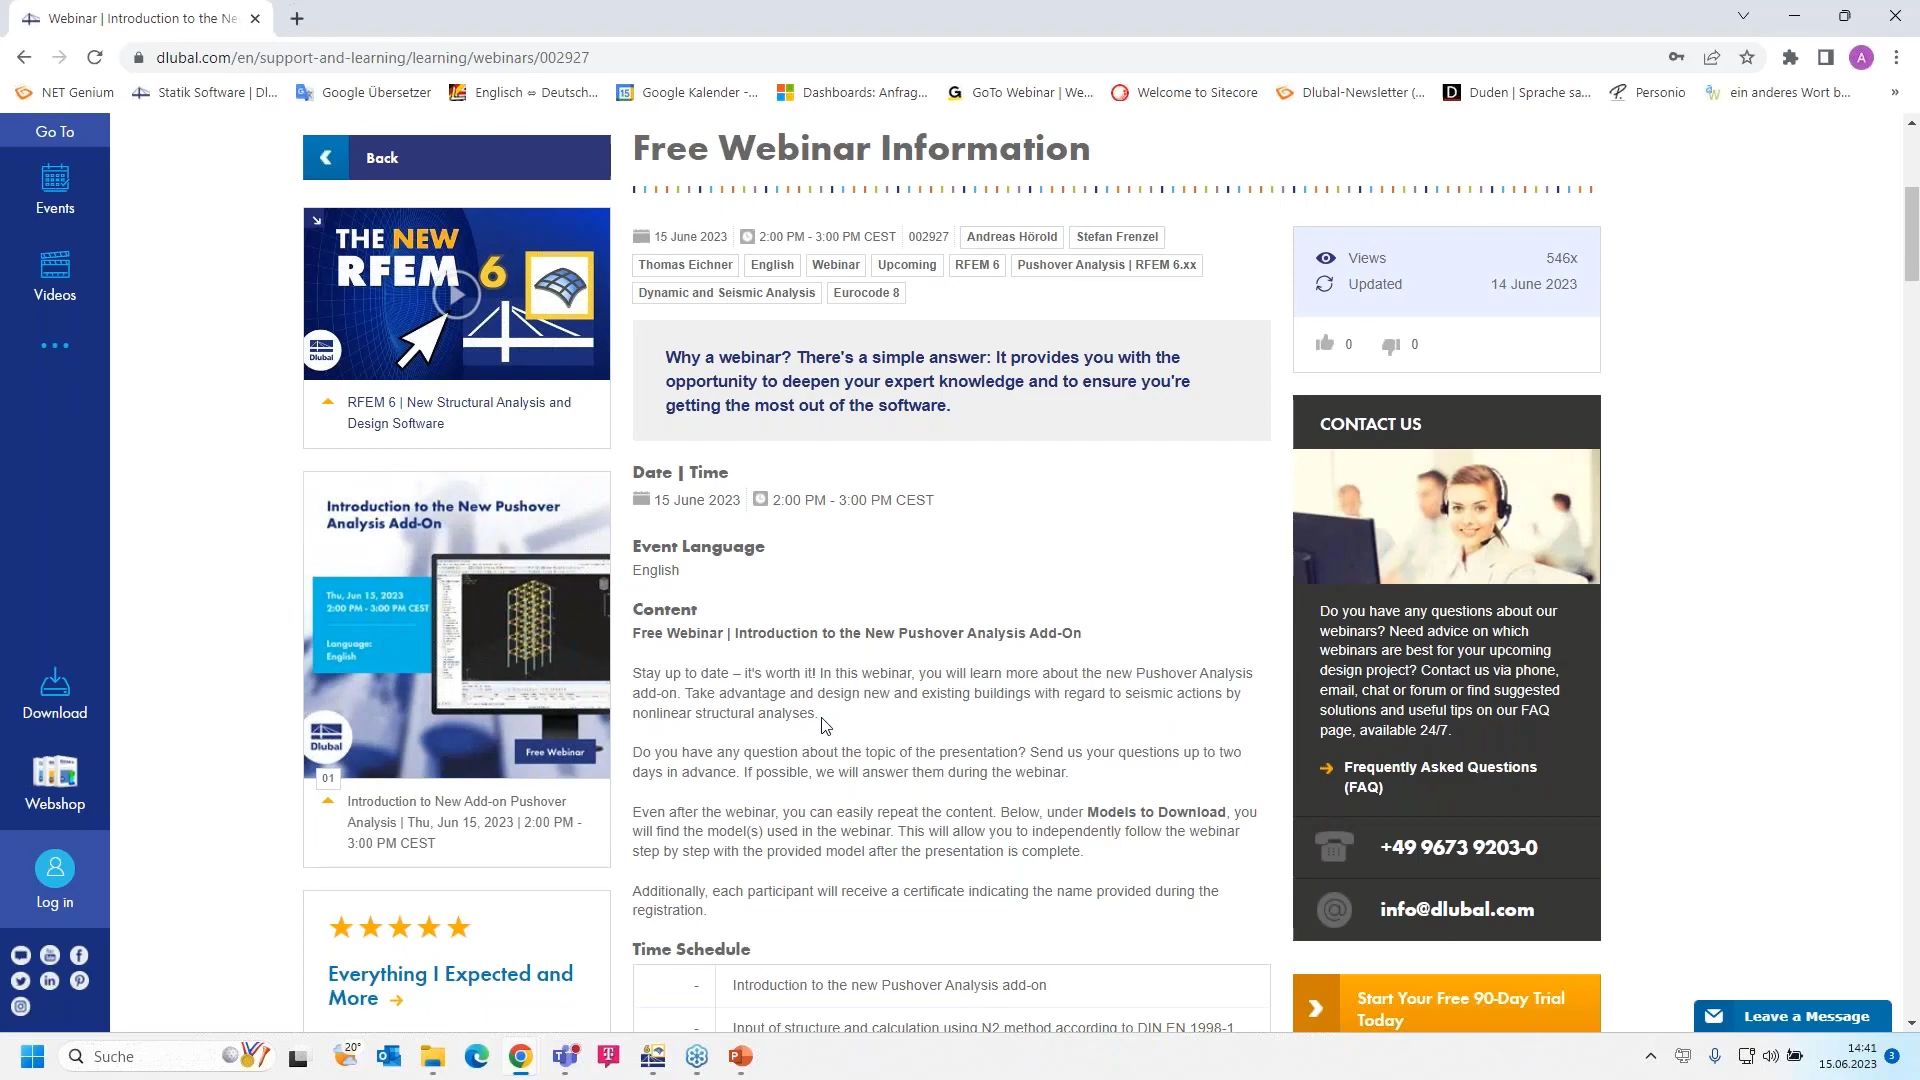 Webinar | Introduction to the Ne
dlubal.com/en/support-and-learning/learning/webinars/002927
A
NET Genium
Statik Software | Dl...
Google Übersetzer
Englisch ⇔ Deutsch...
15
Google Kalender -...
Dashboards: Anfrag...
GoTo Webinar | We...
Welcome to Sitecore
Dlubal-Newsletter (...
Duden | Sprache sa...
Personio
ein anderes Wort b...
»
Go To
Events
Videos
Download
Webshop
Log in
Back
THE NEW
RFEM 6
Dlubal
RFEM 6 | New Structural Analysis and
Design Software
Introduction to the New Pushover
Analysis Add-On
Thu, Jun 15, 2023
2:00 PM - 3:00 PM CEST
Language:
English
Dlubal
Free Webinar
01
Introduction to New Add-on Pushover
Analysis | Thu, Jun 15, 2023 | 2:00 PM -
3:00 PM CEST
Everything I Expected and
More
Free Webinar Information
15 June 2023 2:00 PM - 3:00 PM CEST 002927 Andreas Hörold Stefan Frenzel
Thomas Eichner English Webinar Upcoming RFEM 6 Pushover Analysis | RFEM 6.xx
Dynamic and Seismic Analysis Eurocode 8
Why a webinar? There's a simple answer: It provides you with the
opportunity to deepen your expert knowledge and to ensure you're
getting the most out of the software.
Date | Time
15 June 2023 2:00 PM - 3:00 PM CEST
Event Language
English
Content
Free Webinar | Introduction to the New Pushover Analysis Add-On
Stay up to date – it's worth it! In this webinar, you will learn more about the new Pushover Analysis
add-on. Take advantage and design new and existing buildings with regard to seismic actions by
nonlinear structural analyses.
Do you have any question about the topic of the presentation? Send us your questions up to two
days in advance. If possible, we will answer them during the webinar.
Even after the webinar, you can easily repeat the content. Below, under Models to Download, you
will find the model(s) used in the webinar. This will allow you to independently follow the webinar
step by step with the provided model after the presentation is complete.
Additionally, each participant will receive a certificate indicating the name provided during the
registration.
Time Schedule
- Introduction to the new Pushover Analysis add-on
- Input of structure and calculation using N2 method according to DIN EN 1998-1
Views 546x
Updated 14 June 2023
0 0
CONTACT US
Do you have any questions about our
webinars? Need advice on which
webinars are best for your upcoming
design project? Contact us via phone,
email, chat or forum or find suggested
solutions and useful tips on our FAQ
page, available 24/7.
Frequently Asked Questions
(FAQ)
+49 9673 9203-0
info@dlubal.com
Start Your Free 90-Day Trial
Today
Leave a Message
Suche
20°
14:41
15.06.2023
3